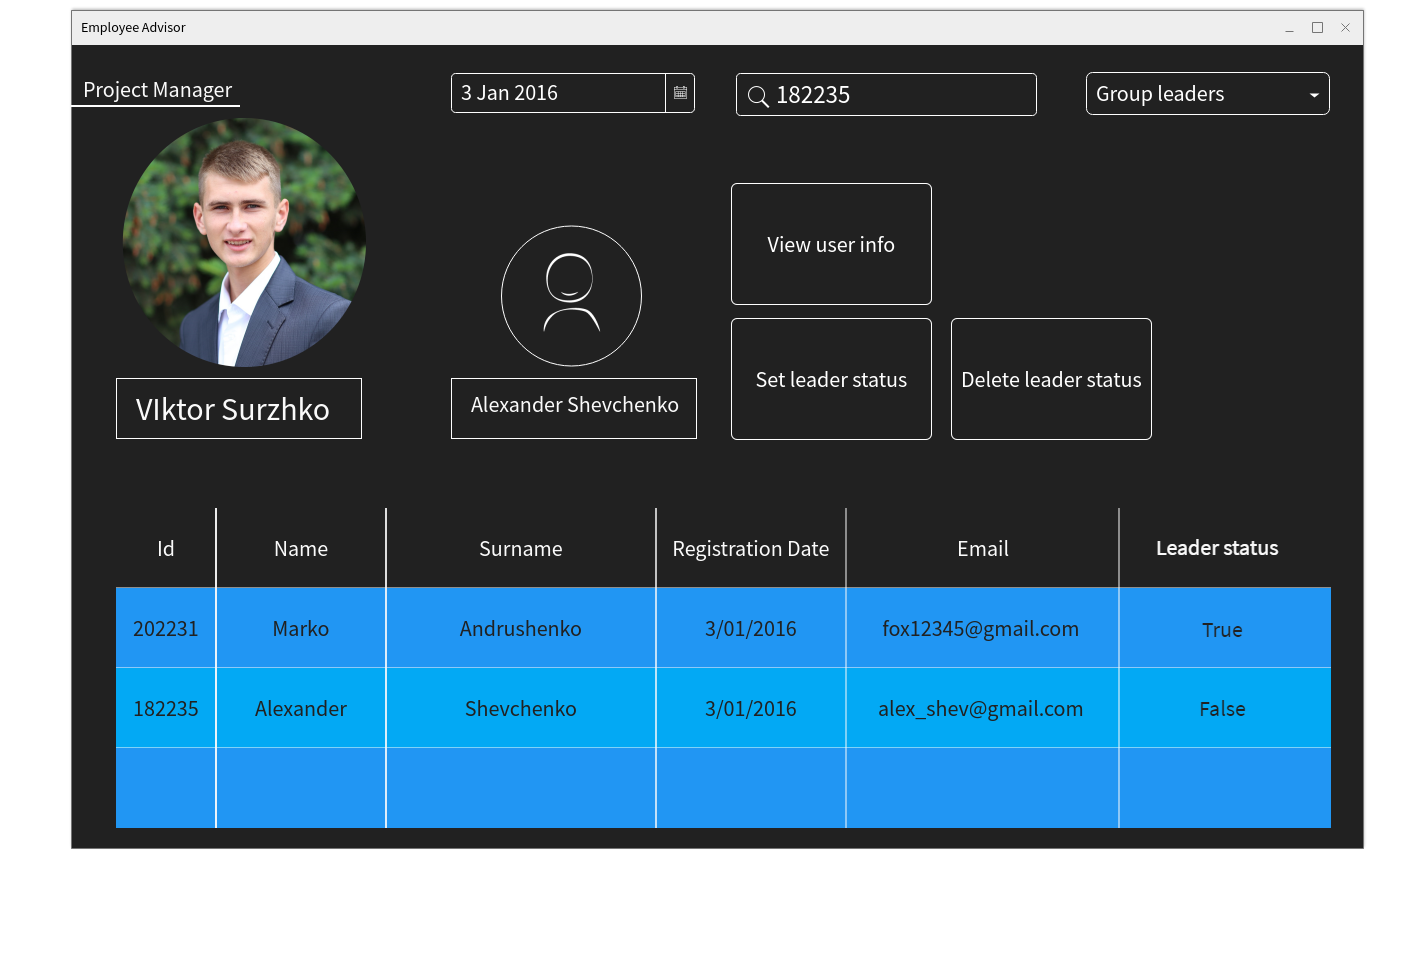 Employee Advisor
Project Manager
3 Jan 2016
182235
Group leaders
View user info
Set leader status
Delete leader status
VIktor Surzhko
Alexander Shevchenko
Id Name Surname Registration Date Email Leader status
202231 Marko Andrushenko 3/01/2016 fox12345@gmail.com True
182235 Alexander Shevchenko 3/01/2016 alex_shev@gmail.com False